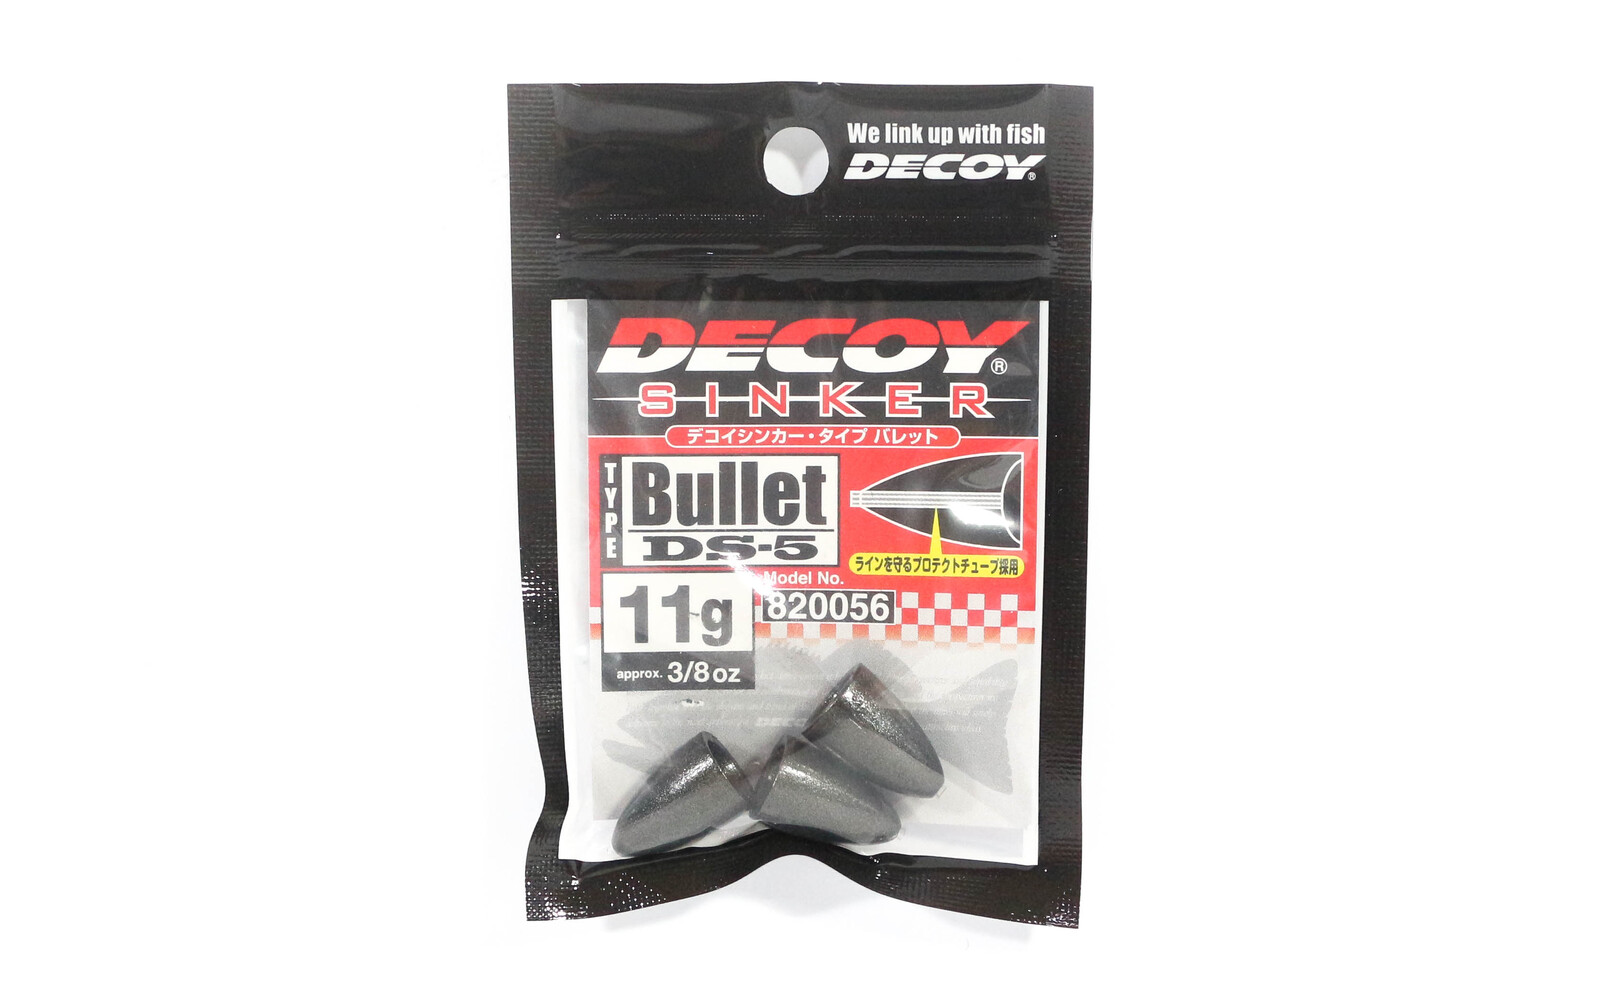 We link up with fish
DECOY®
DECOY®
SINKER
デコイシンカー・タイプ バレット
TYPE
Bullet
DS-5
ラインを守るプロテクトチューブ採用
Model No.
820056
11g
approx. 3/8oz